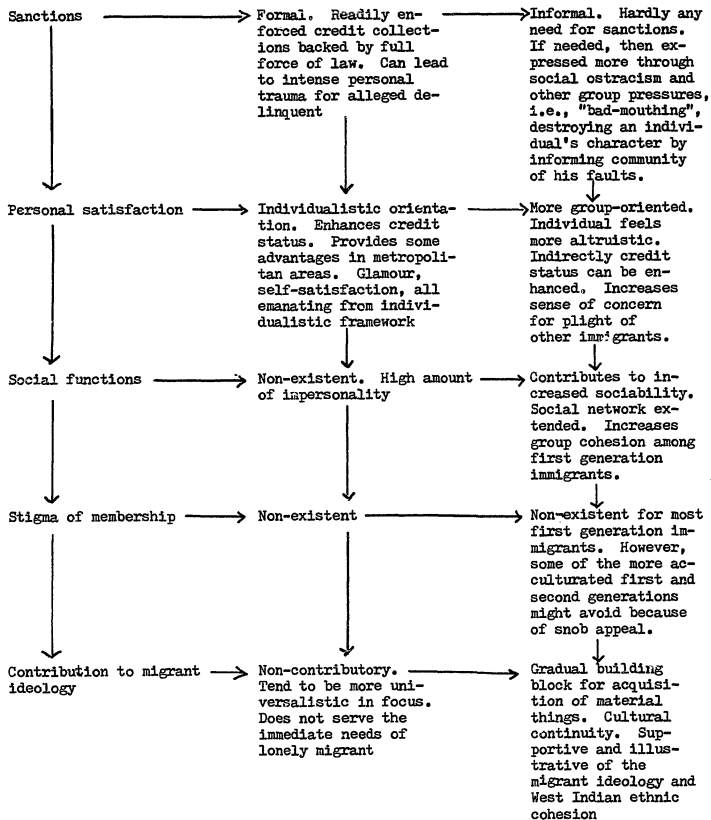 Sanctions
Formal. Readily en-
forced credit collect-
ions backed by full
force of law. Can lead
to intense personal
trauma for alleged de-
linquent
Informal. Hardly any
need for sanctions.
If needed, then ex-
pressed more through
social ostracism and
other group pressures,
i.e., "bad-mouthing",
destroying an indivi-
dual's character by
informing community
of his faults.
Personal satisfaction
Individualistic orienta-
tion. Enhances credit
status. Provides some
advantages in metropoli-
tan areas. Glamour,
self-satisfaction, all
emanating from indivi-
dualistic framework
More group-oriented.
Individual feels
more altruistic.
Indirectly credit
status can be en-
hanced. Increases
sense of concern
for plight of
other immigrants.
Social functions
Non-existent. High amount
of impersonality
Contributes to in-
creased sociability.
Social network ex-
tended. Increases
group cohesion among
first generation
immigrants.
Stigma of membership
Non-existent
Non-existent for most
first generation im-
migrants. However,
some of the more ac-
culturated first and
second generations
might avoid because
of snob appeal.
Contribution to migrant
ideology
Non-contributory.
Tend to be more uni-
versalistic in focus.
Does not serve the
immediate needs of
lonely migrant
Gradual building
block for acquisi-
tion of material
things. Cultural
continuity. Sup-
portive and illus-
trative of the
migrant ideology and
West Indian ethnic
cohesion